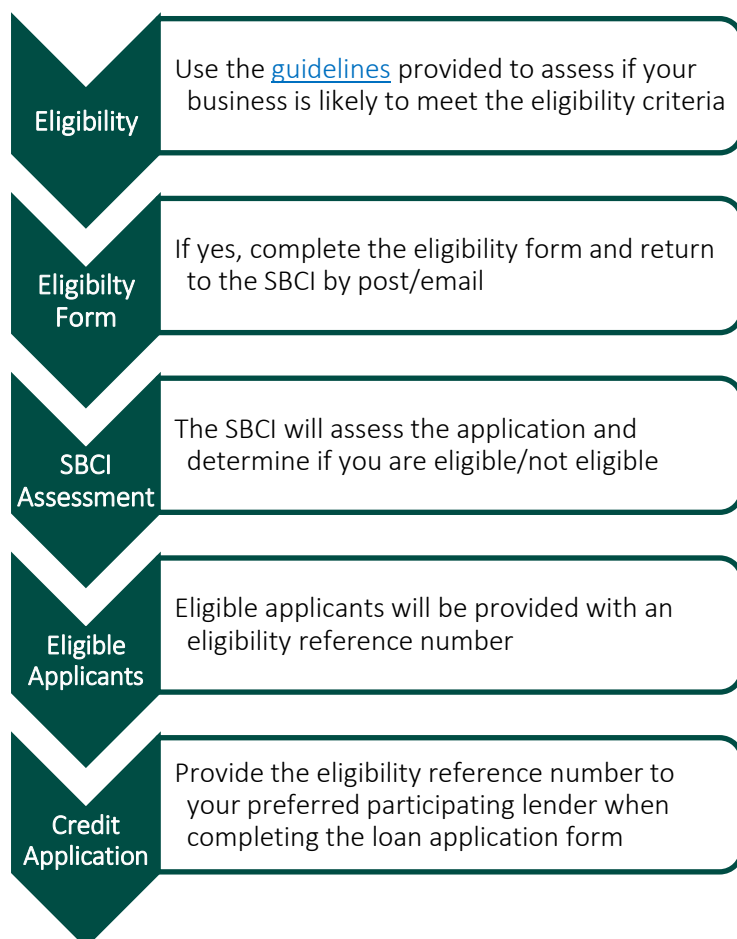 Eligibility
Use the guidelines provided to assess if your
business is likely to meet the eligibility criteria
Eligibilty
Form
If yes, complete the eligibility form and return
to the SBCI by post/email
SBCI
Assessment
The SBCI will assess the application and
determine if you are eligible/not eligible
Eligible
Applicants
Eligible applicants will be provided with an
eligibility reference number
Credit
Application
Provide the eligibility reference number to
your preferred participating lender when
completing the loan application form